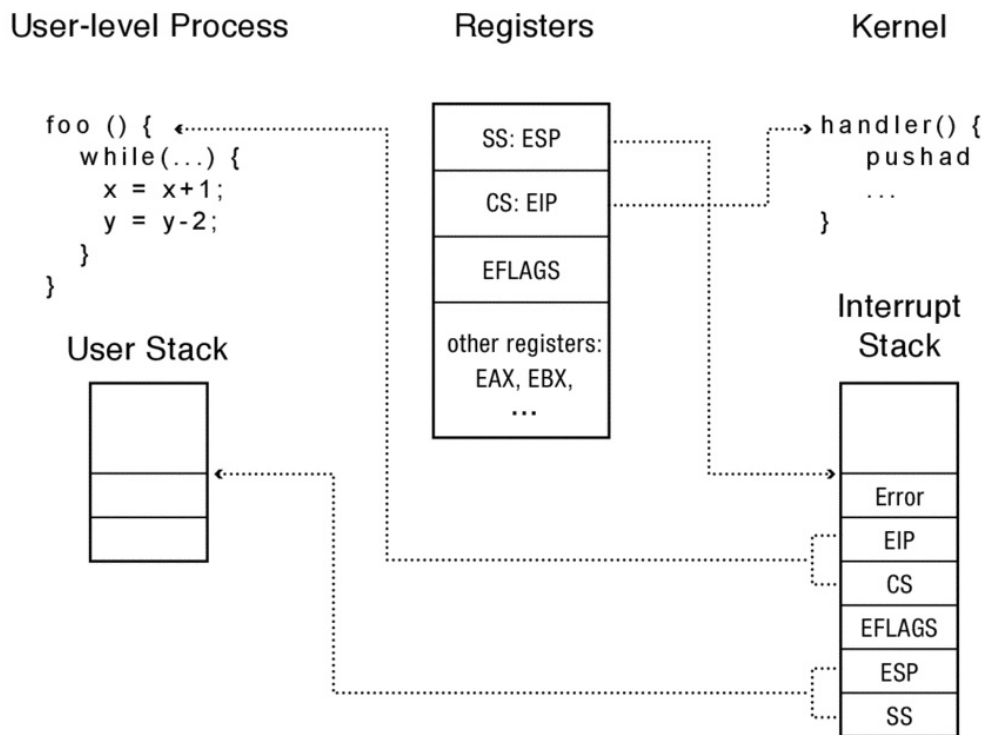 User-level Process
foo () {
while(...) {
x = x+1;
y = y-2;
}
}
User Stack
Registers
SS: ESP
CS: EIP
EFLAGS
other registers:
EAX, EBX,
...
Kernel
handler() {
pushad
...
}
Interrupt
Stack
Error
EIP
CS
EFLAGS
ESP
SS